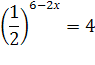 (1/2)^{6−2x} = 4